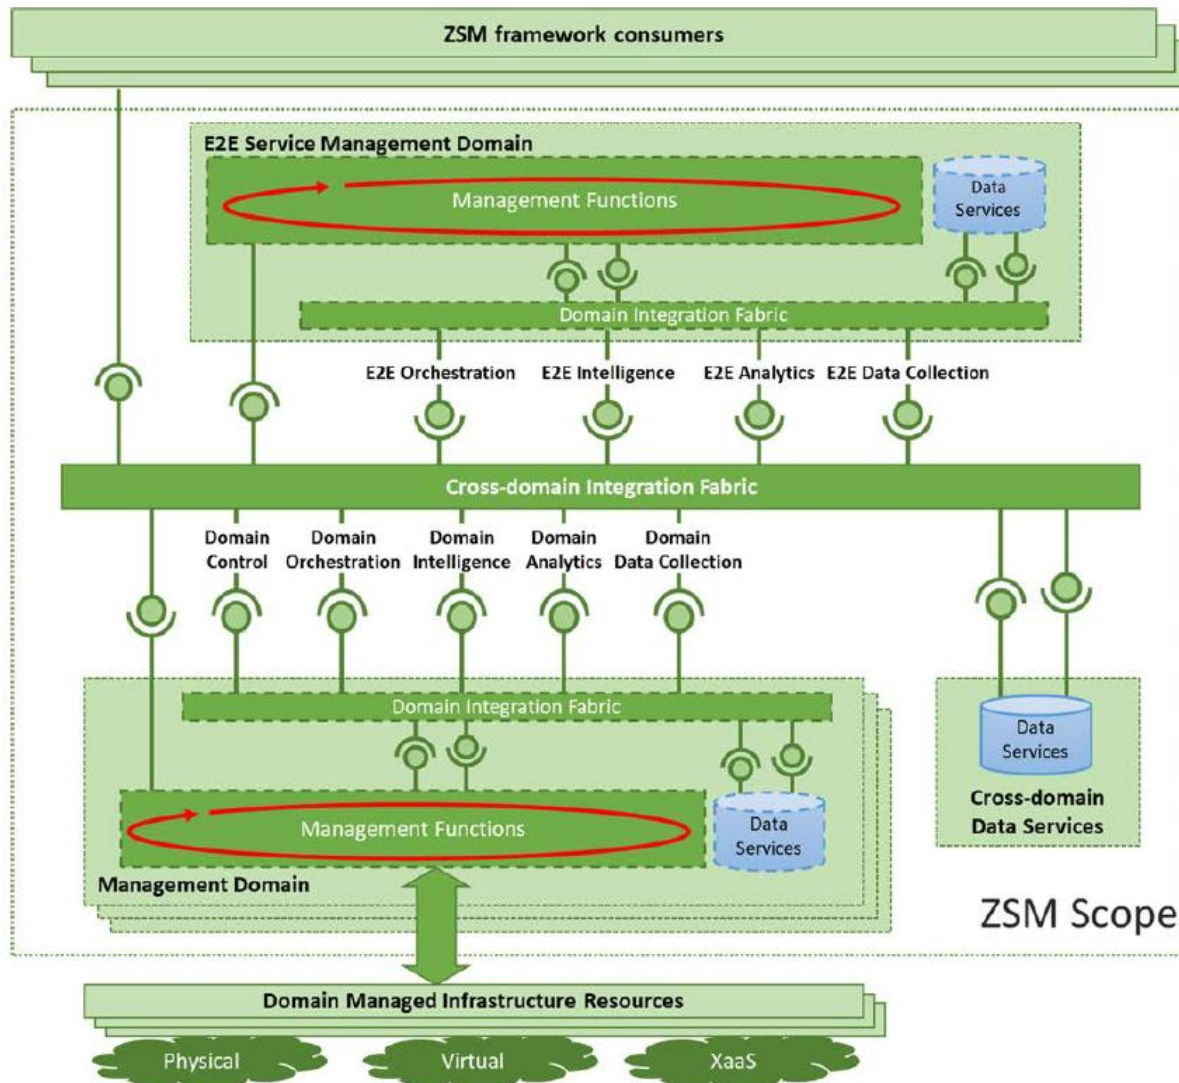 ZSM framework consumers
E2E Service Management Domain
Management Functions
Data
Services
Domain Integration Fabric
E2E Orchestration
E2E Intelligence
E2E Analytics
E2E Data Collection
Cross-domain Integration Fabric
Domain
Control
Domain
Orchestration
Domain
Intelligence
Domain
Analytics
Domain
Data Collection
Domain Integration Fabric
Data
Services
Cross-domain
Data Services
Management Functions
Data
Services
Management Domain
ZSM Scope
Domain Managed Infrastructure Resources
Physical
Virtual
XaaS